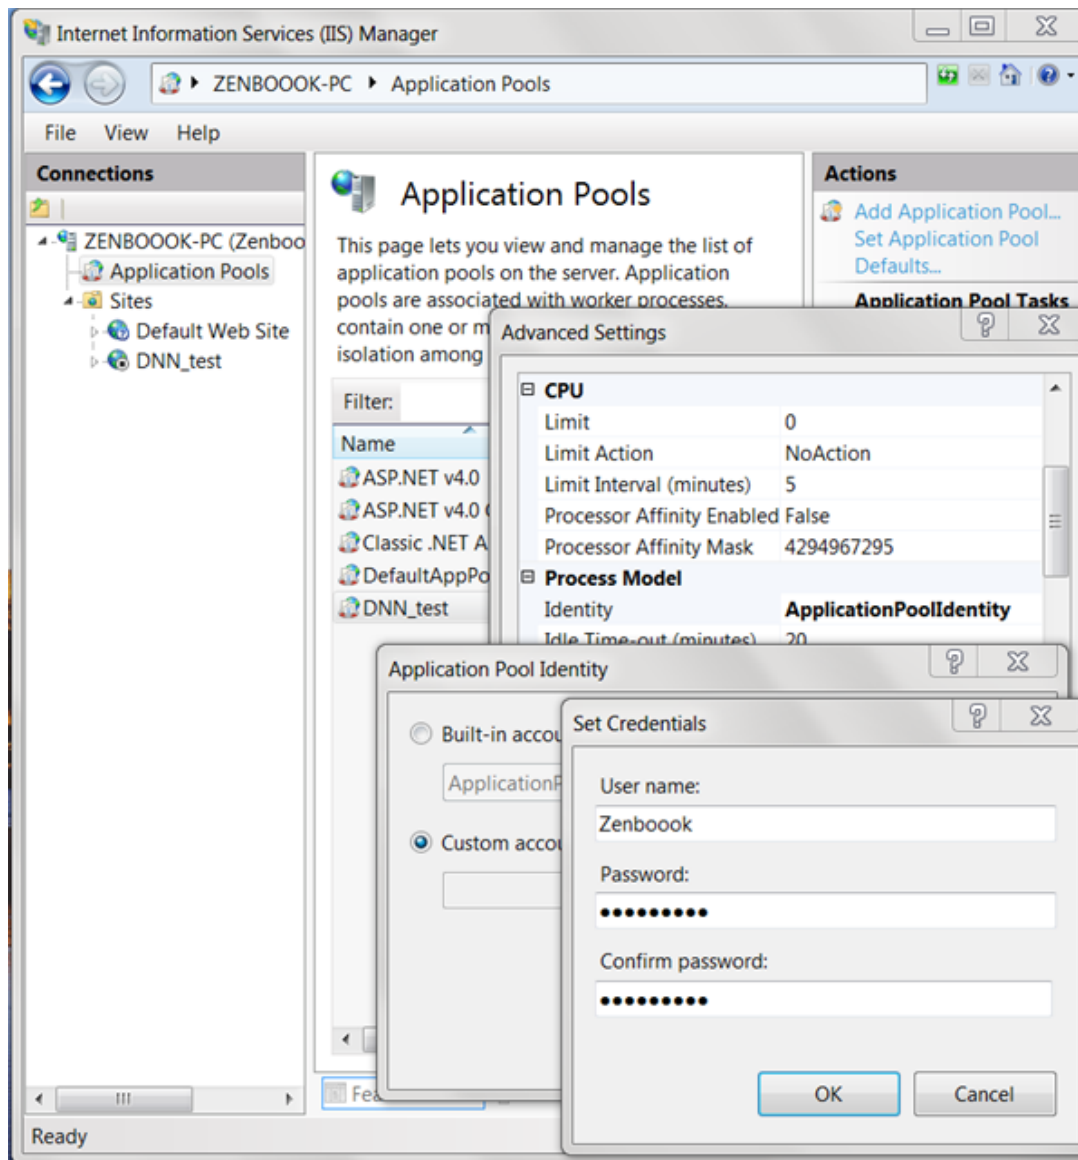 Internet Information Services (IIS) Manager
ZENBOOOK-PC Application Pools
File View Help
Connections
ZENBOOOK-PC (Zenboo
Application Pools
Sites
Default Web Site
DNN_test
Application Pools
This page lets you view and manage the list of
application pools on the server. Application
pools are associated with worker processes,
contain one or m
isolation among
Filter:
Name
ASP.NET v4.0
ASP.NET v4.0
Classic .NET A
DefaultAppPo
DNN_test
Actions
Add Application Pool...
Set Application Pool
Defaults...
Application Pool Tasks
Advanced Settings
CPU
Limit 0
Limit Action NoAction
Limit Interval (minutes) 5
Processor Affinity Enabled False
Processor Affinity Mask 4294967295
Process Model
Identity ApplicationPoolIdentity
Idle Time-out (minutes) 20
Application Pool Identity
Built-in accou
ApplicationP
Custom accou
Set Credentials
User name:
Zenboook
Password:
•••••••••
Confirm password:
•••••••••
OK Cancel
Fea
Ready